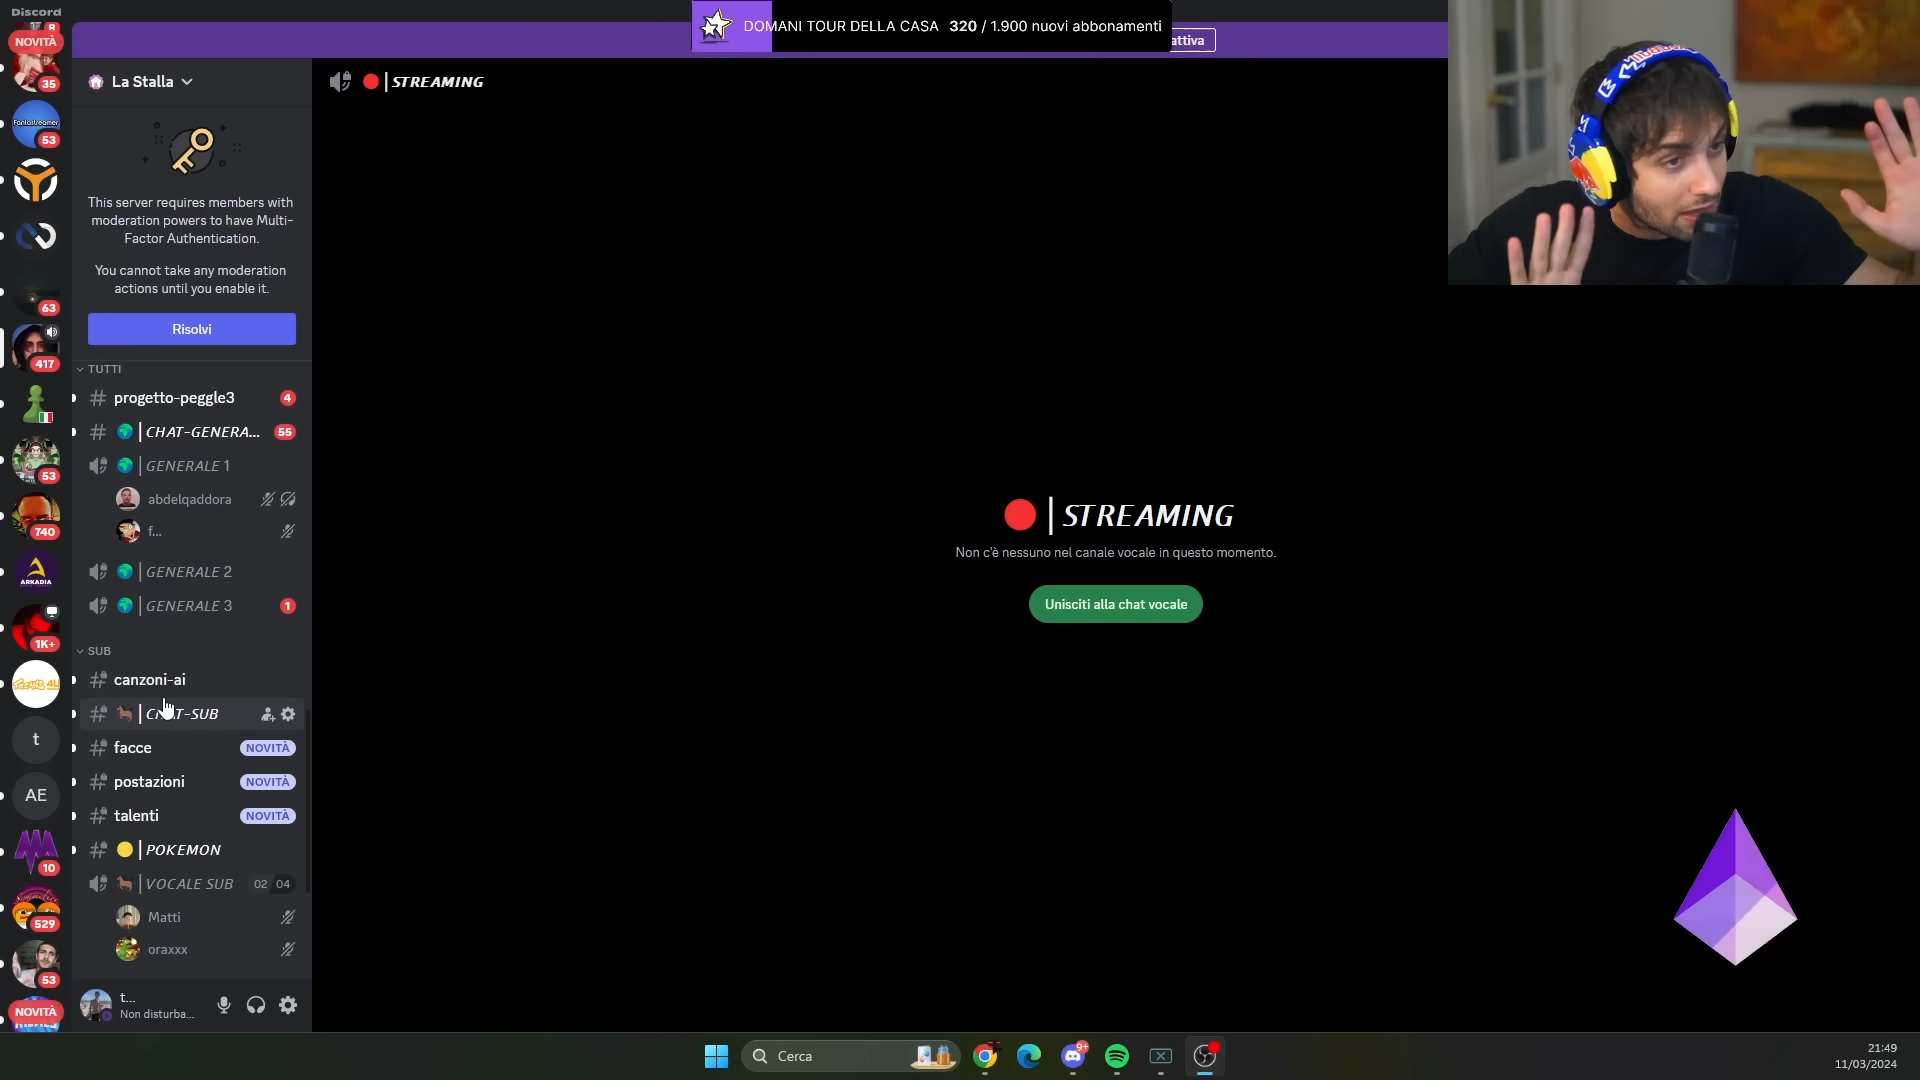 Discord
8
NOVITÀ
35
Fantastreamer
53
63
417
53
740
ARKADIA
1K+
t
AE
10
529
53
NOVITÀ
DOMANI TOUR DELLA CASA 320 / 1.900 nuovi abbonamenti
attiva
La Stalla
This server requires members with
moderation powers to have Multi-
Factor Authentication.
You cannot take any moderation
actions until you enable it.
Risolvi
TUTTI
progetto-peggle3 4
CHAT-GENERA... 55
GENERALE 1
abdelqaddora
f...
GENERALE 2
GENERALE 3 1
SUB
canzoni-ai
CHAT-SUB
facce NOVITÀ
postazioni NOVITÀ
talenti NOVITÀ
POKEMON
VOCALE SUB 02 04
Matti
oraxxx
t...
Non disturba...
STREAMING
STREAMING
Non c'è nessuno nel canale vocale in questo momento.
Unisciti alla chat vocale
Cerca
9+
21:49
11/03/2024